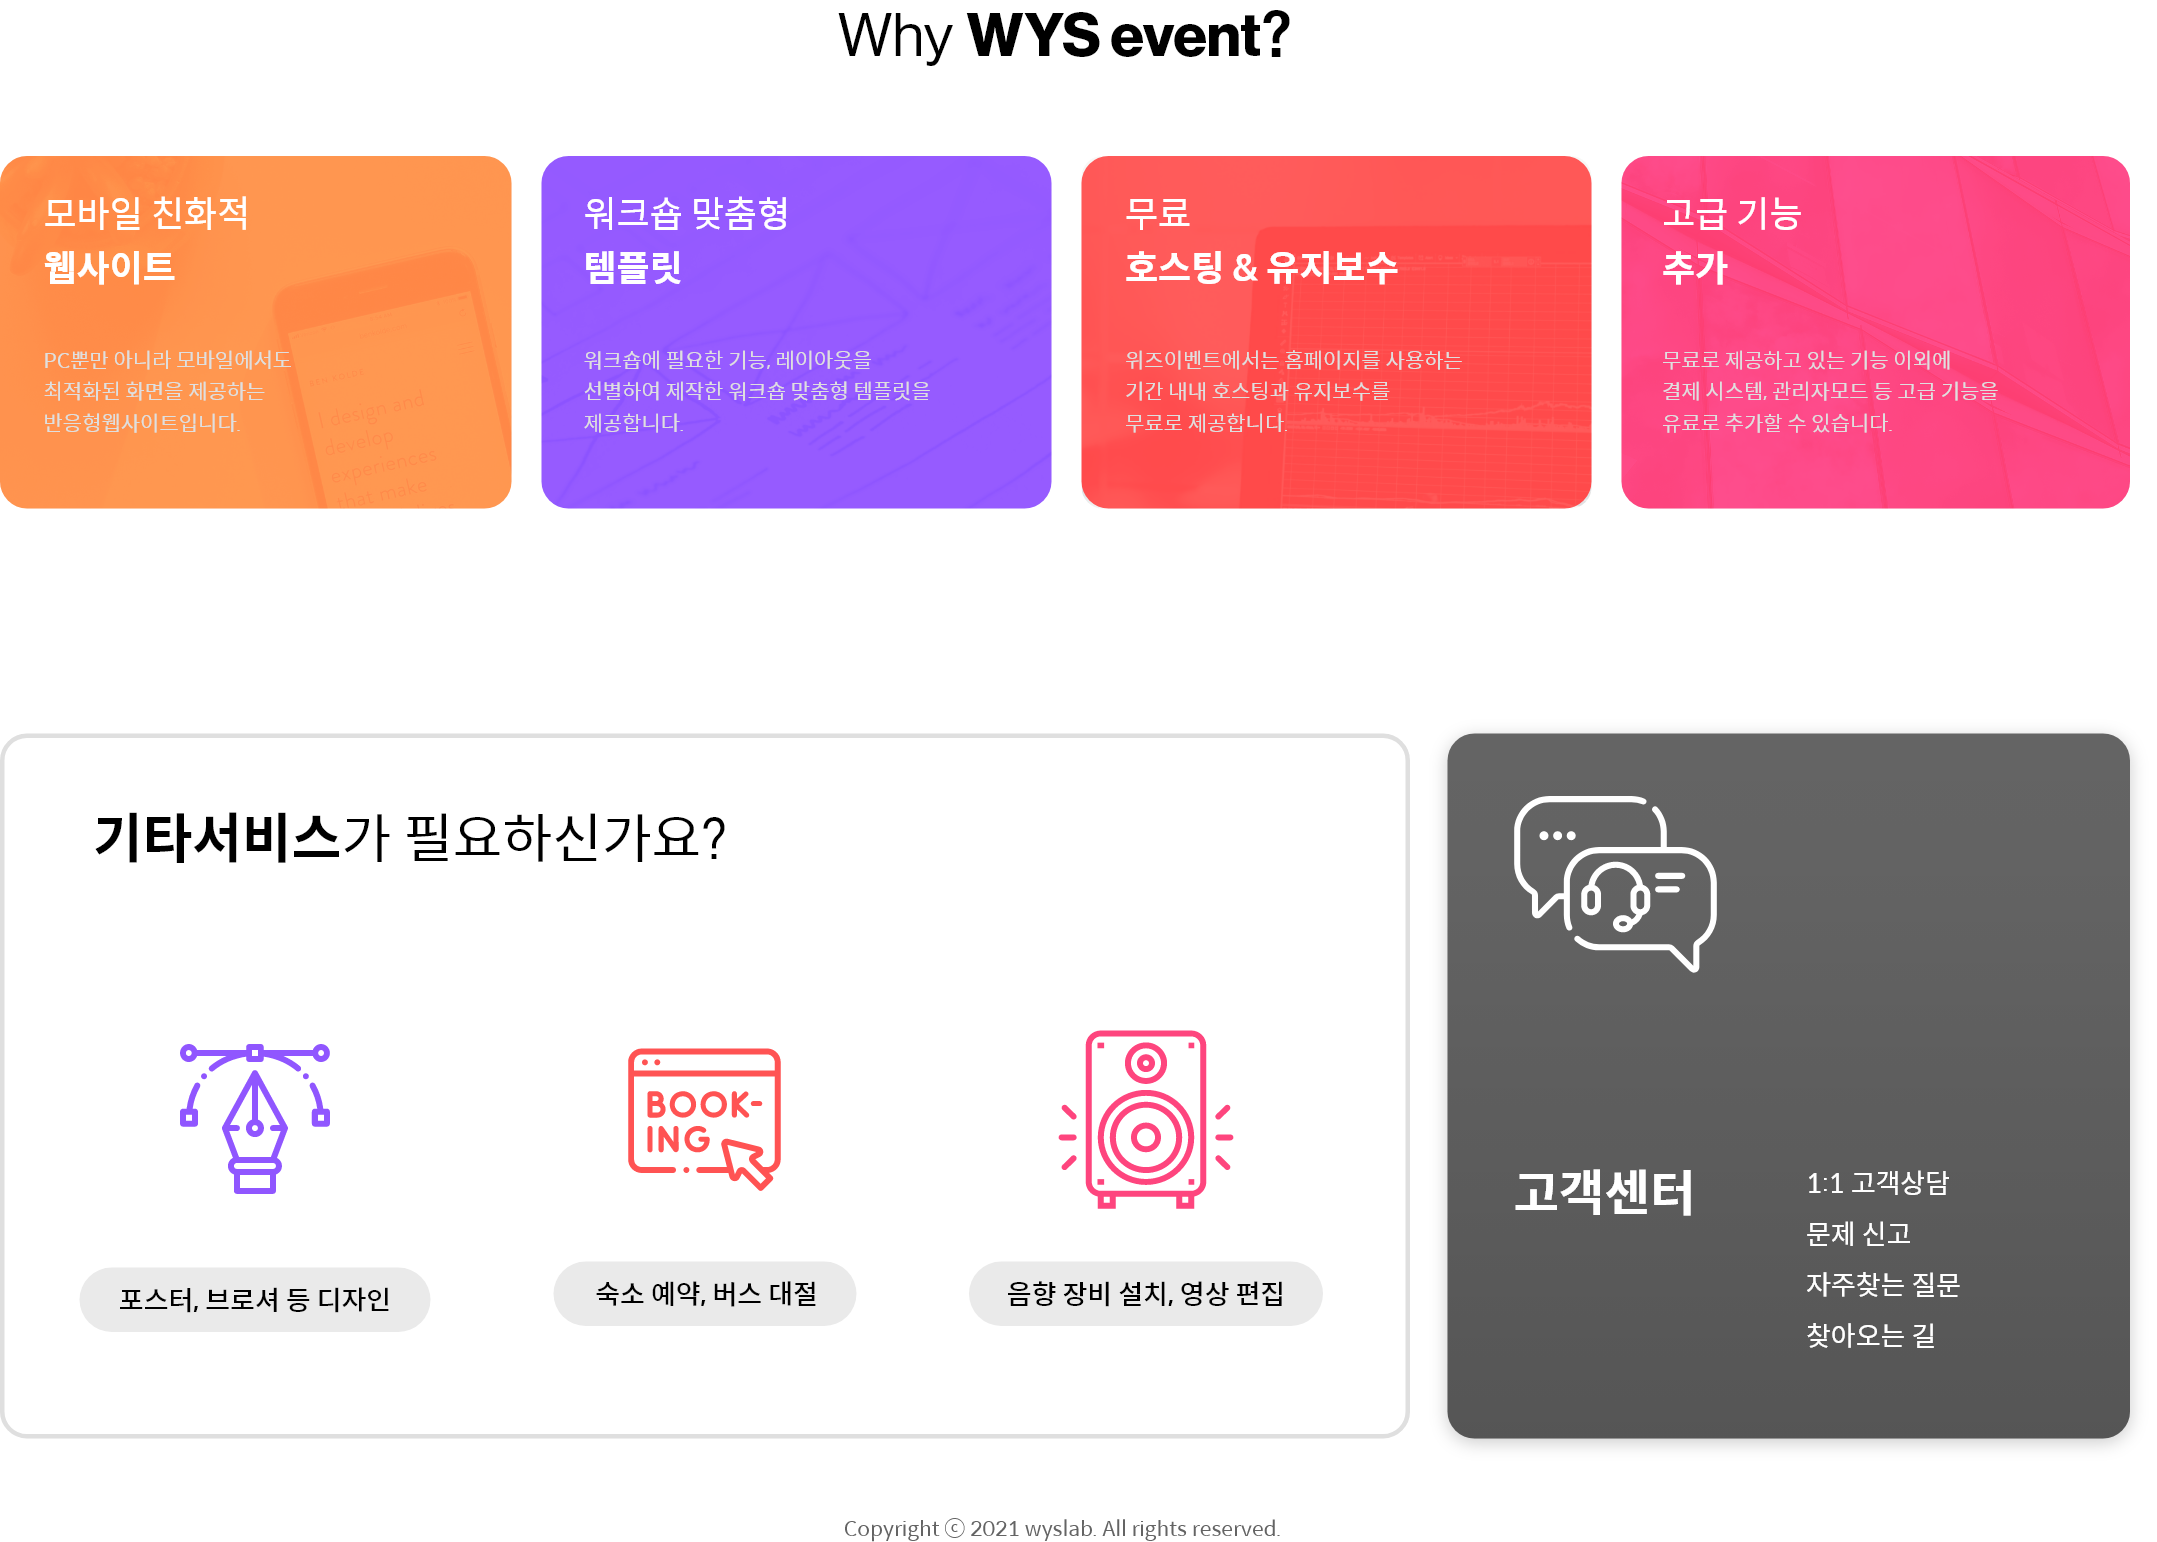 Why WYS event?
모바일 친화적
웹사이트
PC뿐만 아니라 모바일에서도
최적화된 화면을 제공하는
반응형웹사이트입니다.
I design and
develop
experiences
that make
워크숍 맞춤형
템플릿
워크숍에 필요한 기능, 레이아웃을
선별하여 제작한 워크숍 맞춤형 템플릿을
제공합니다.
무료
호스팅 & 유지보수
위즈이벤트에서는 홈페이지를 사용하는
기간 내내 호스팅과 유지보수를
무료로 제공합니다.
고급 기능
추가
무료로 제공하고 있는 기능 이외에
결제 시스템, 관리자모드 등 고급 기능을
유료로 추가할 수 있습니다.
기타서비스가 필요하신가요?
BOOK-
ING
포스터, 브로셔 등 디자인
숙소 예약, 버스 대절
음향 장비 설치, 영상 편집
고객센터
1:1 고객상담
문제 신고
자주찾는 질문
찾아오는 길
Copyright ⓒ 2021 wyslab. All rights reserved.